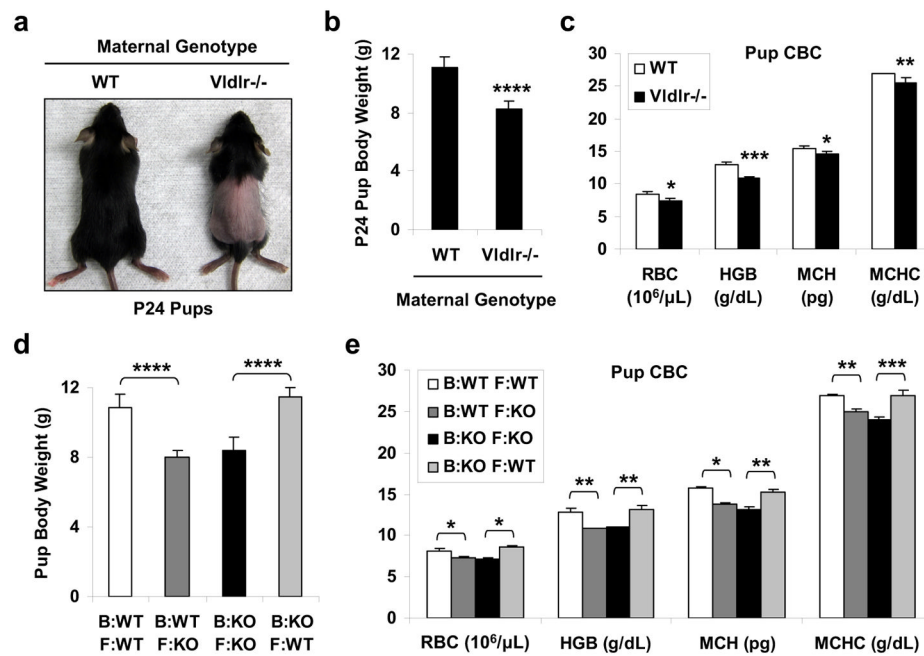 a
Maternal Genotype
WT Vldlr-/-
P24 Pups
b
P24 Pup Body Weight (g)
12
8
4
0
****
WT Vldlr-/-
Maternal Genotype
c
Pup CBC
30
25
20
15
10
5
0
WT
Vldlr-/-
*
***
*
**
RBC HGB MCH MCHC
(10⁶/µL) (g/dL) (pg) (g/dL)
d
Pup Body Weight (g)
16
12
8
4
0
**** ****
B:WT B:WT B:KO B:KO
F:WT F:KO F:KO F:WT
e
Pup CBC
30
25
20
15
10
5
0
B:WT F:WT
B:WT F:KO
B:KO F:KO
B:KO F:WT
* *
** **
* **
** ***
RBC (10⁶/µL) HGB (g/dL) MCH (pg) MCHC (g/dL)